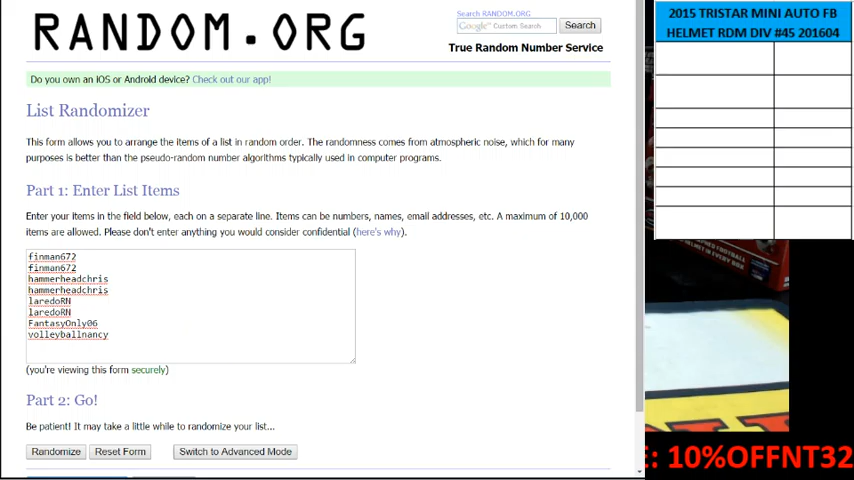 RANDOM.ORG
Search RANDOM.ORG
Google™ Custom Search
Search
True Random Number Service
Do you own an iOS or Android device? Check out our app!
List Randomizer
This form allows you to arrange the items of a list in random order. The randomness comes from atmospheric noise, which for many
purposes is better than the pseudo-random number algorithms typically used in computer programs.
Part 1: Enter List Items
Enter your items in the field below, each on a separate line. Items can be numbers, names, email addresses, etc. A maximum of 10,000
items are allowed. Please don't enter anything you would consider confidential (here's why).
finman672
finman672
hammerheadchris
hammerheadchris
laredoRN
laredoRN
FantasyOnly06
volleyballnancy
(you're viewing this form securely)
Part 2: Go!
Be patient! It may take a little while to randomize your list...
Randomize
Reset Form
Switch to Advanced Mode
2015 TRISTAR MINI AUTO FB
HELMET RDM DIV #45 201604
HELMET IN EVERY BOX
E: 10%OFFNT32